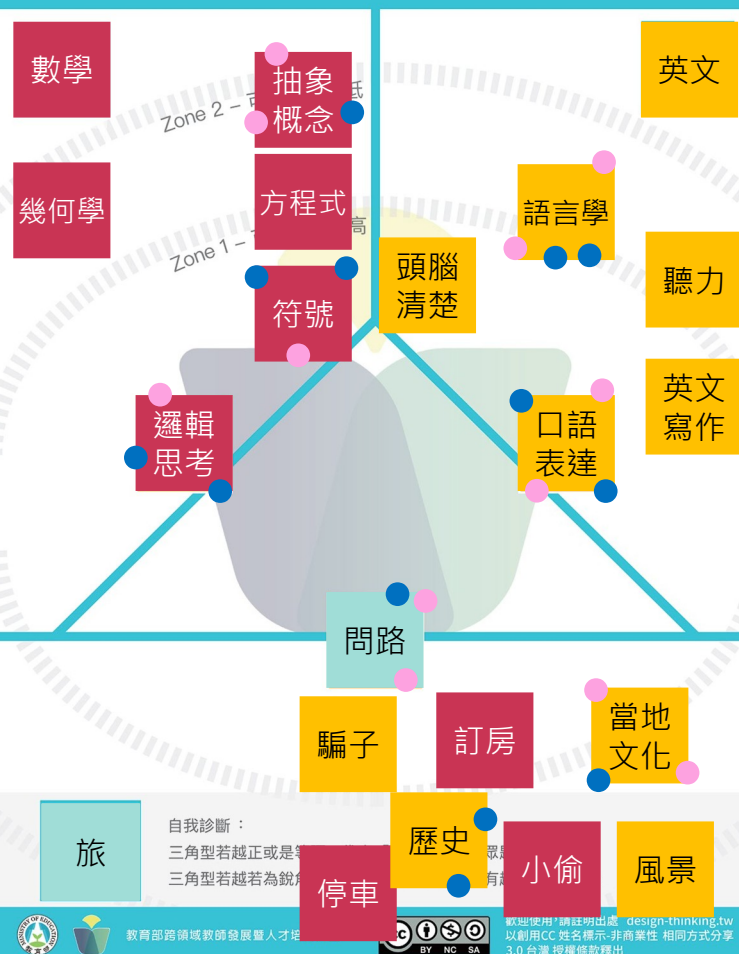 數學
抽象
概念
英文
Zone 2 –
幾何學
方程式
語言學
Zone 1 –
高
頭腦
清楚
聽力
符號
邏輯
思考
口語
表達
英文
寫作
問路
騙子
訂房
當地
文化
旅
自我診斷：
三角型若越正或是等
三角型若越若為銳角
歷史
停車
小偷
風景
教育部跨領域教師發展暨人才培
BY NC SA
歡迎使用，請註明出處 design-thinking.tw
以創用CC 姓名標示-非商業性 相同方式分享
3.0 台灣 授權條款釋出